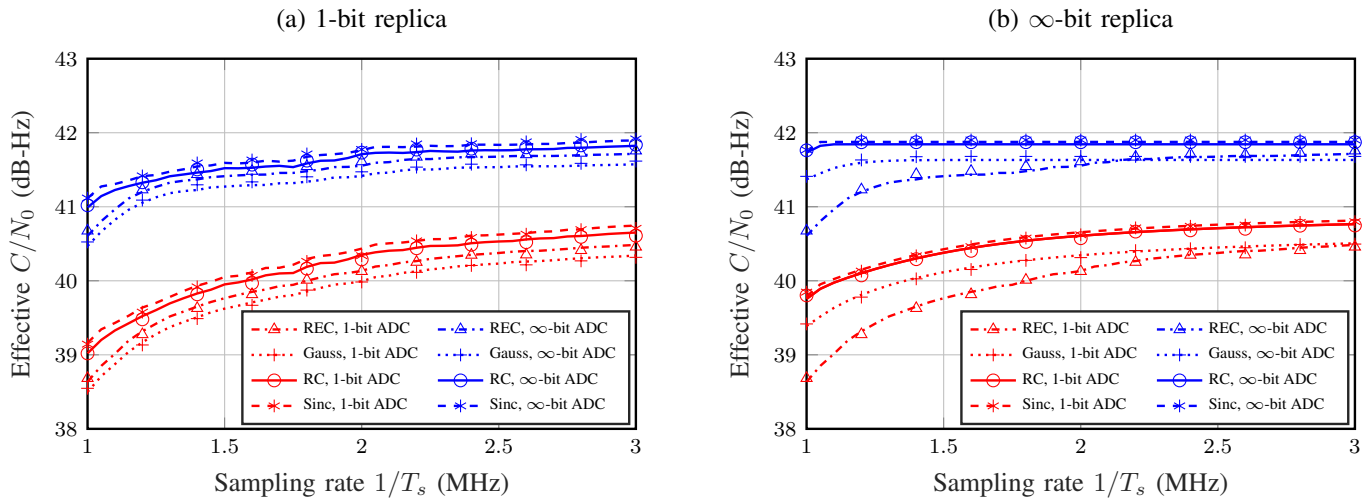 (a) 1-bit replica
43
42
41
40
39
38
1
1.5
2
2.5
3
Effective C/N₀ (dB-Hz)
Sampling rate 1/Tₛ (MHz)
REC, 1-bit ADC
REC, ∞-bit ADC
Gauss, 1-bit ADC
Gauss, ∞-bit ADC
RC, 1-bit ADC
RC, ∞-bit ADC
Sinc, 1-bit ADC
Sinc, ∞-bit ADC
(b) ∞-bit replica
43
42
41
40
39
38
1
1.5
2
2.5
3
Effective C/N₀ (dB-Hz)
Sampling rate 1/Tₛ (MHz)
REC, 1-bit ADC
REC, ∞-bit ADC
Gauss, 1-bit ADC
Gauss, ∞-bit ADC
RC, 1-bit ADC
RC, ∞-bit ADC
Sinc, 1-bit ADC
Sinc, ∞-bit ADC